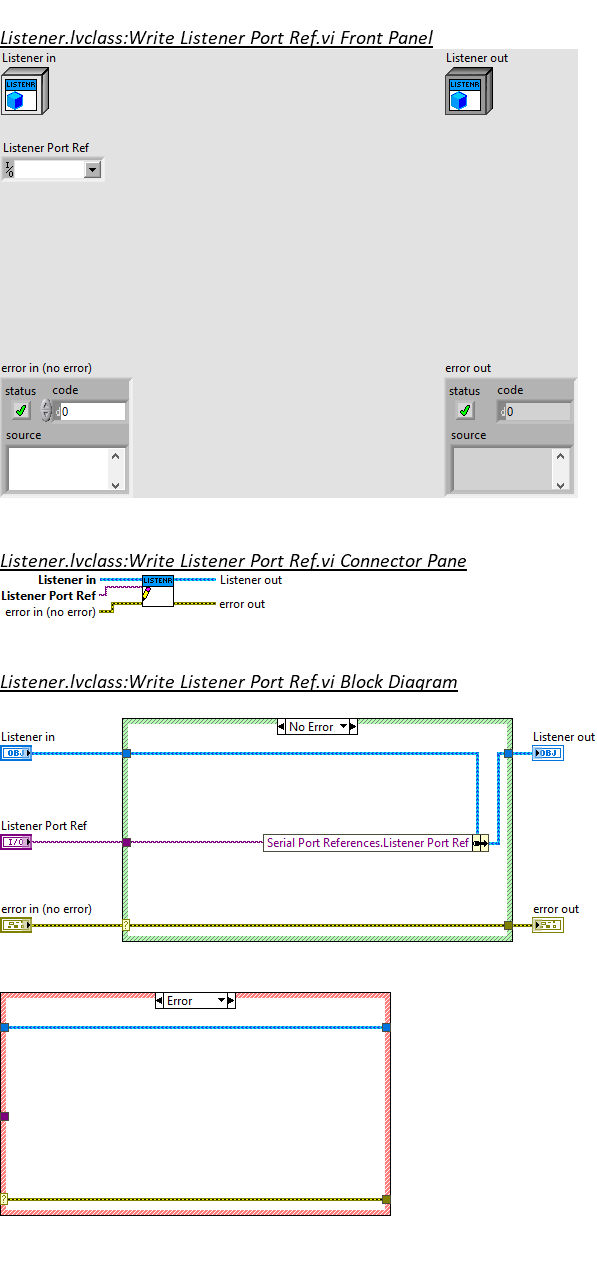 Listener.lvclass:Write Listener Port Ref.vi Front Panel
Listener in
Listener out
LISTENR
LISTENR
Listener Port Ref
I/O
error in (no error)
error out
status
code
status
code
d
0
d
0
source
source
Listener.lvclass:Write Listener Port Ref.vi Connector Pane
Listener in
LISTENR
Listener out
Listener Port Ref
error in (no error)
error out
Listener.lvclass:Write Listener Port Ref.vi Block Diagram
No Error
Listener in
Listener out
OBJ
OBJ
Listener Port Ref
I/O
Serial Port References.Listener Port Ref
error in (no error)
error out
?
Error
?